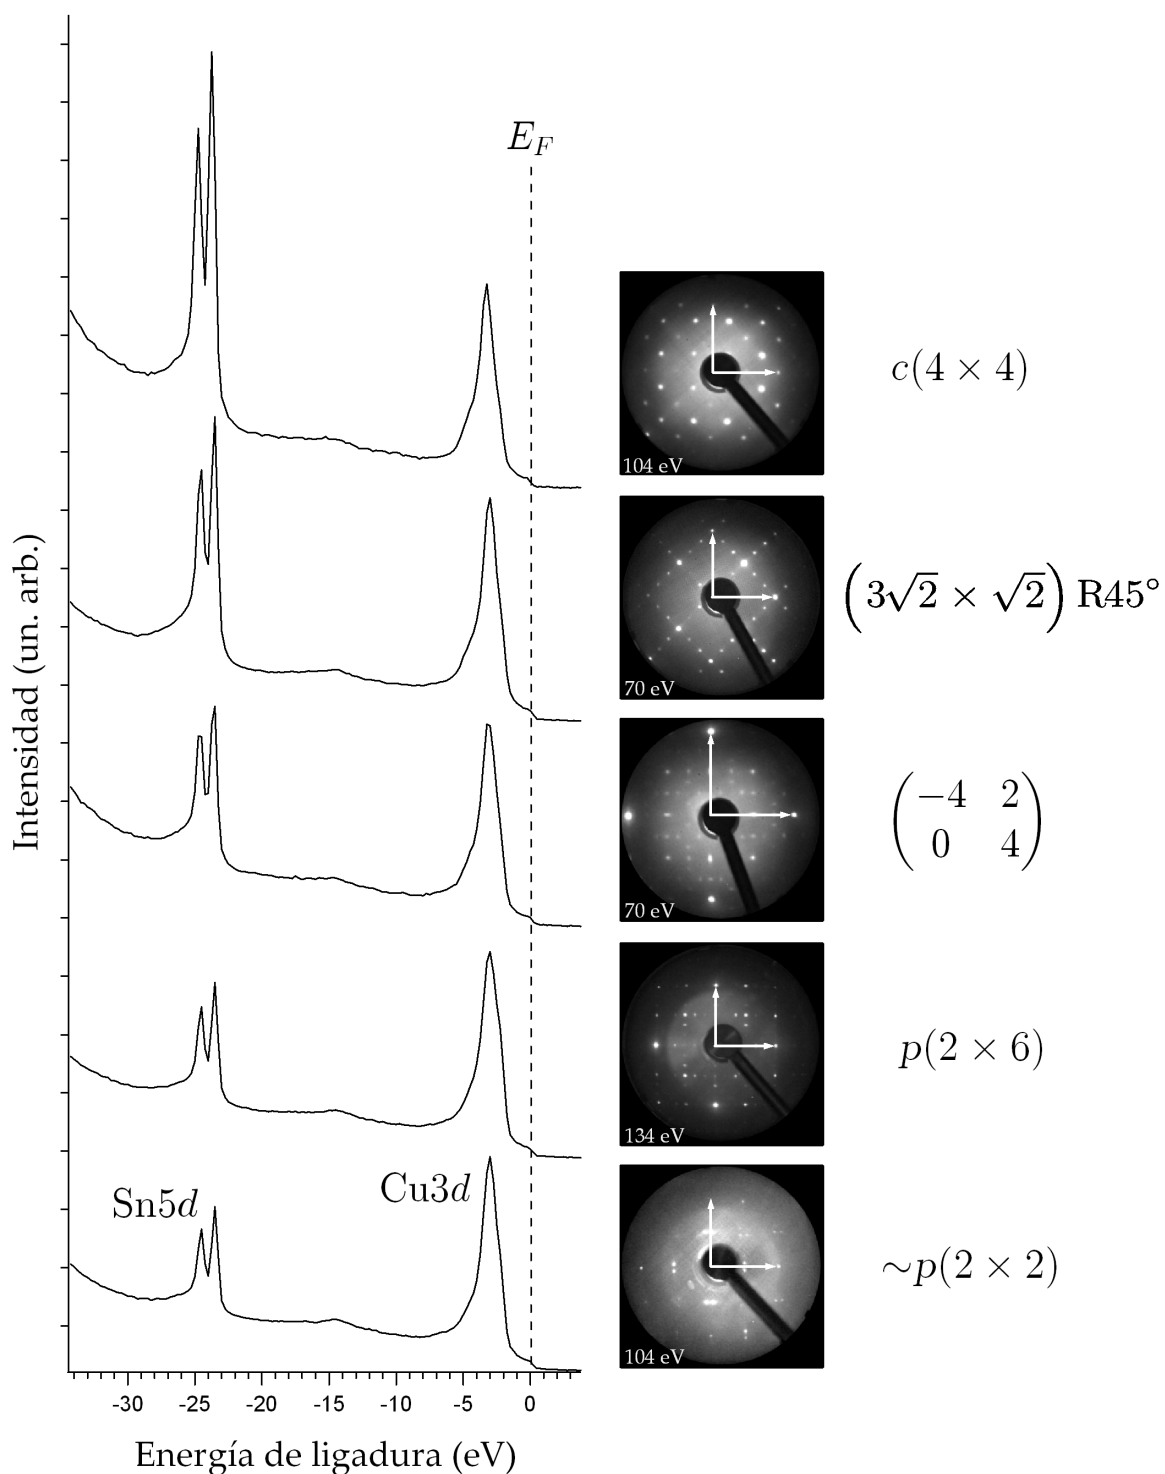 E_F
c(4 × 4)
104 eV
(3√2 × √2) R45°
70 eV
Intensidad (un. arb.)
(−4 2
0 4)
70 eV
p(2 × 6)
134 eV
Sn5d
Cu3d
~p(2 × 2)
104 eV
-30 -25 -20 -15 -10 -5 0
Energía de ligadura (eV)